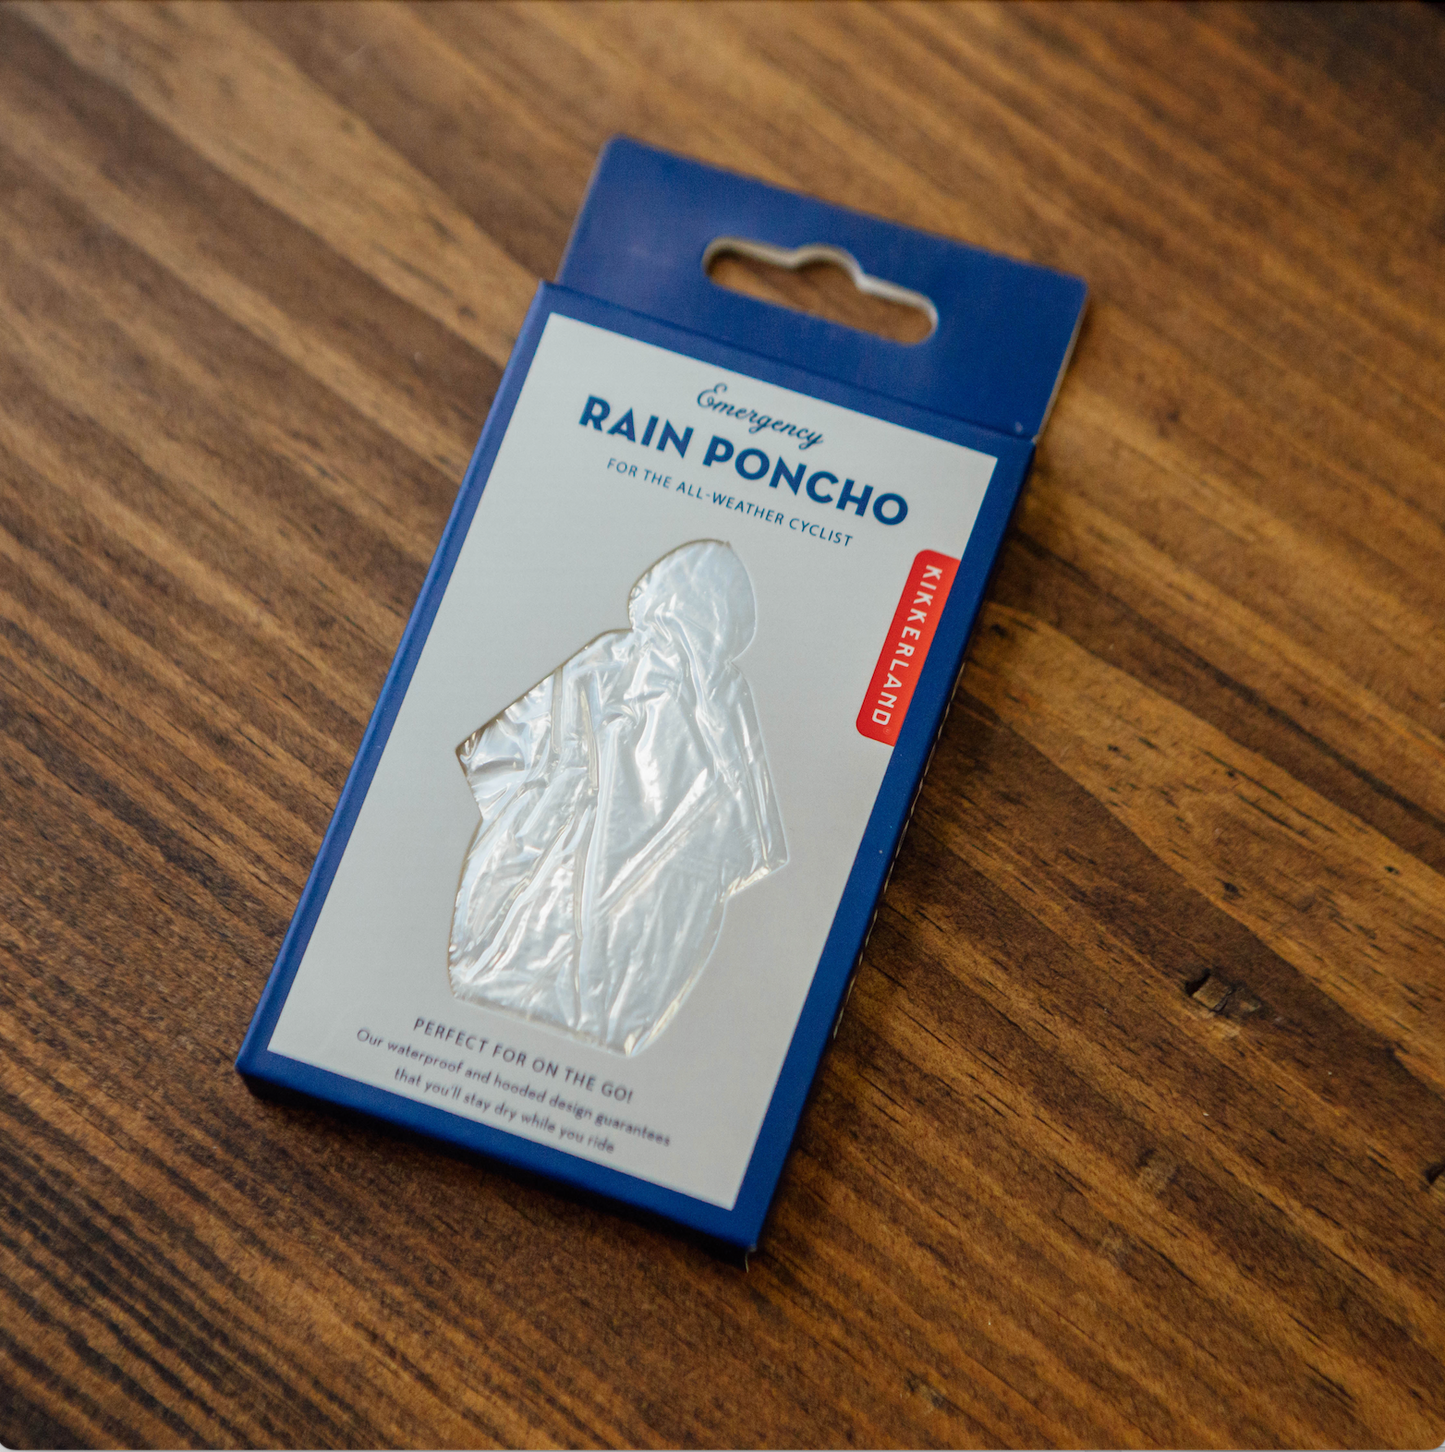 Emergency
RAIN PONCHO
FOR THE ALL-WEATHER CYCLIST
KIKKERLAND
PERFECT FOR ON THE GO!
Our waterproof and hooded design guarantees
that you'll stay dry while you ride